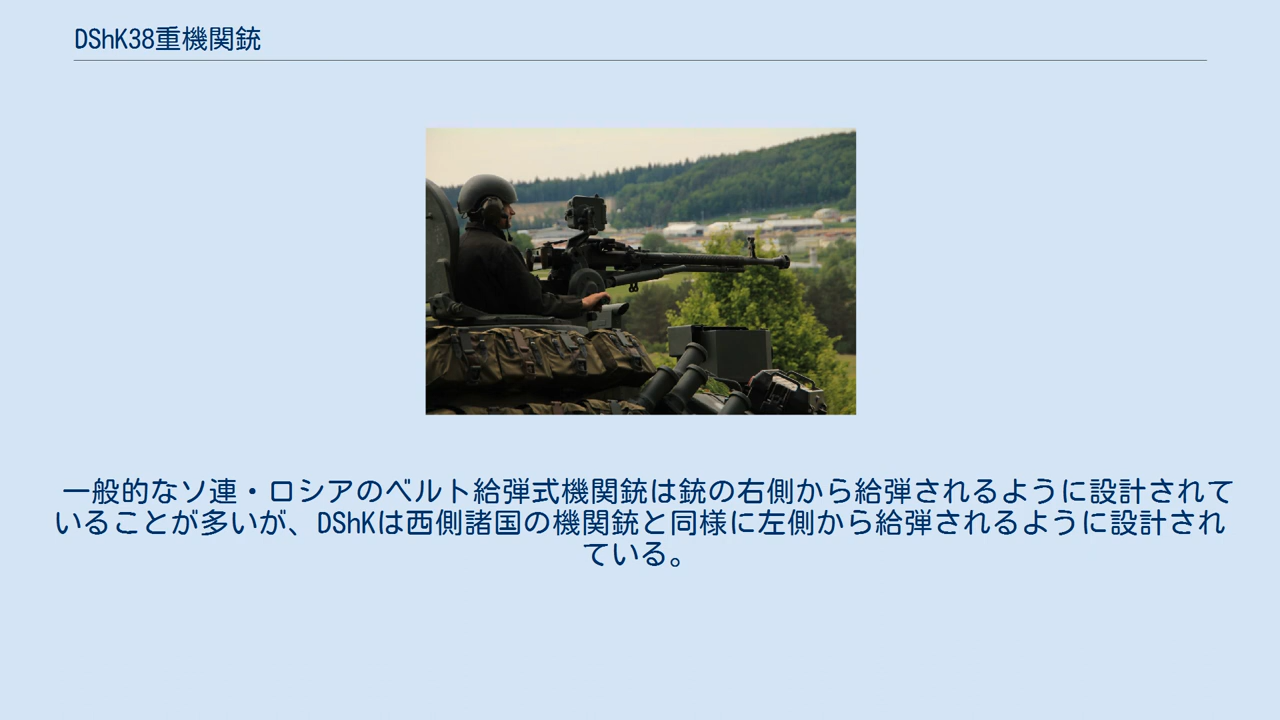 DShK38重機関銃
一般的なソ連・ロシアのベルト給弾式機関銃は銃の右側から給弾されるように設計されて
いることが多いが、DShKは西側諸国の機関銃と同様に左側から給弾されるように設計され
ている。